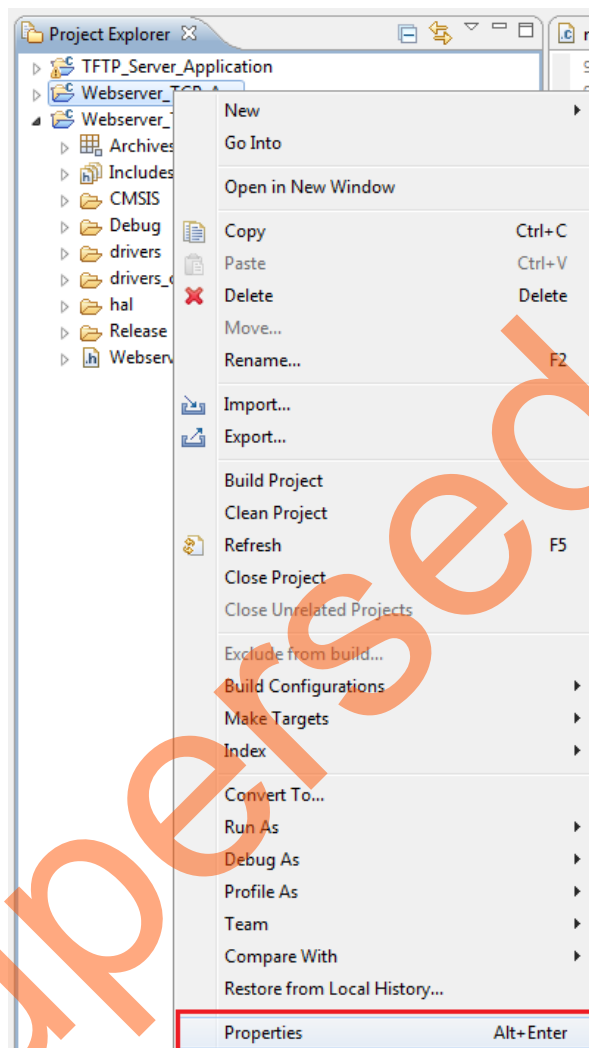 Project Explorer
TFTP_Server_Application
Webserver_TCP_A
Webserver_
Archives
Includes
CMSIS
Debug
drivers
drivers_
hal
Release
Webserv
New
Go Into
Open in New Window
Copy Ctrl+C
Paste Ctrl+V
Delete Delete
Move...
Rename... F2
Import...
Export...
Build Project
Clean Project
Refresh F5
Close Project
Close Unrelated Projects
Exclude from build...
Build Configurations
Make Targets
Index
Convert To...
Run As
Debug As
Profile As
Team
Compare With
Restore from Local History...
Properties Alt+Enter
upersed